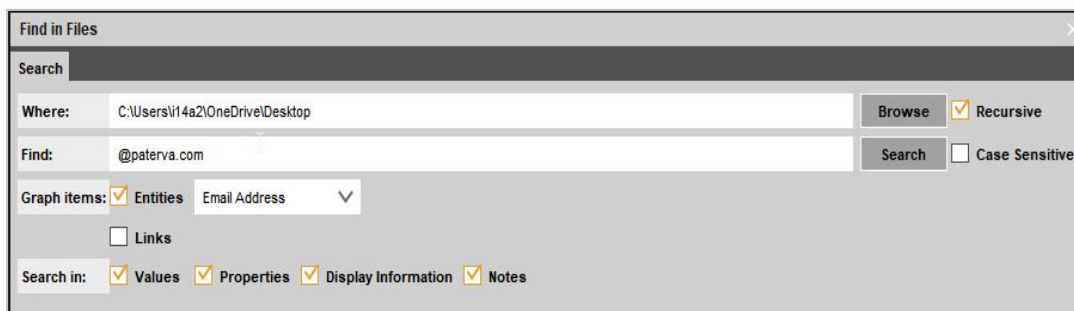 Find in Files
Search
Where: C:\Users\i14a2\OneDrive\Desktop Browse Recursive
Find: @paterva.com Search Case Sensitive
Graph items: Entities Email Address
Links
Search in: Values Properties Display Information Notes